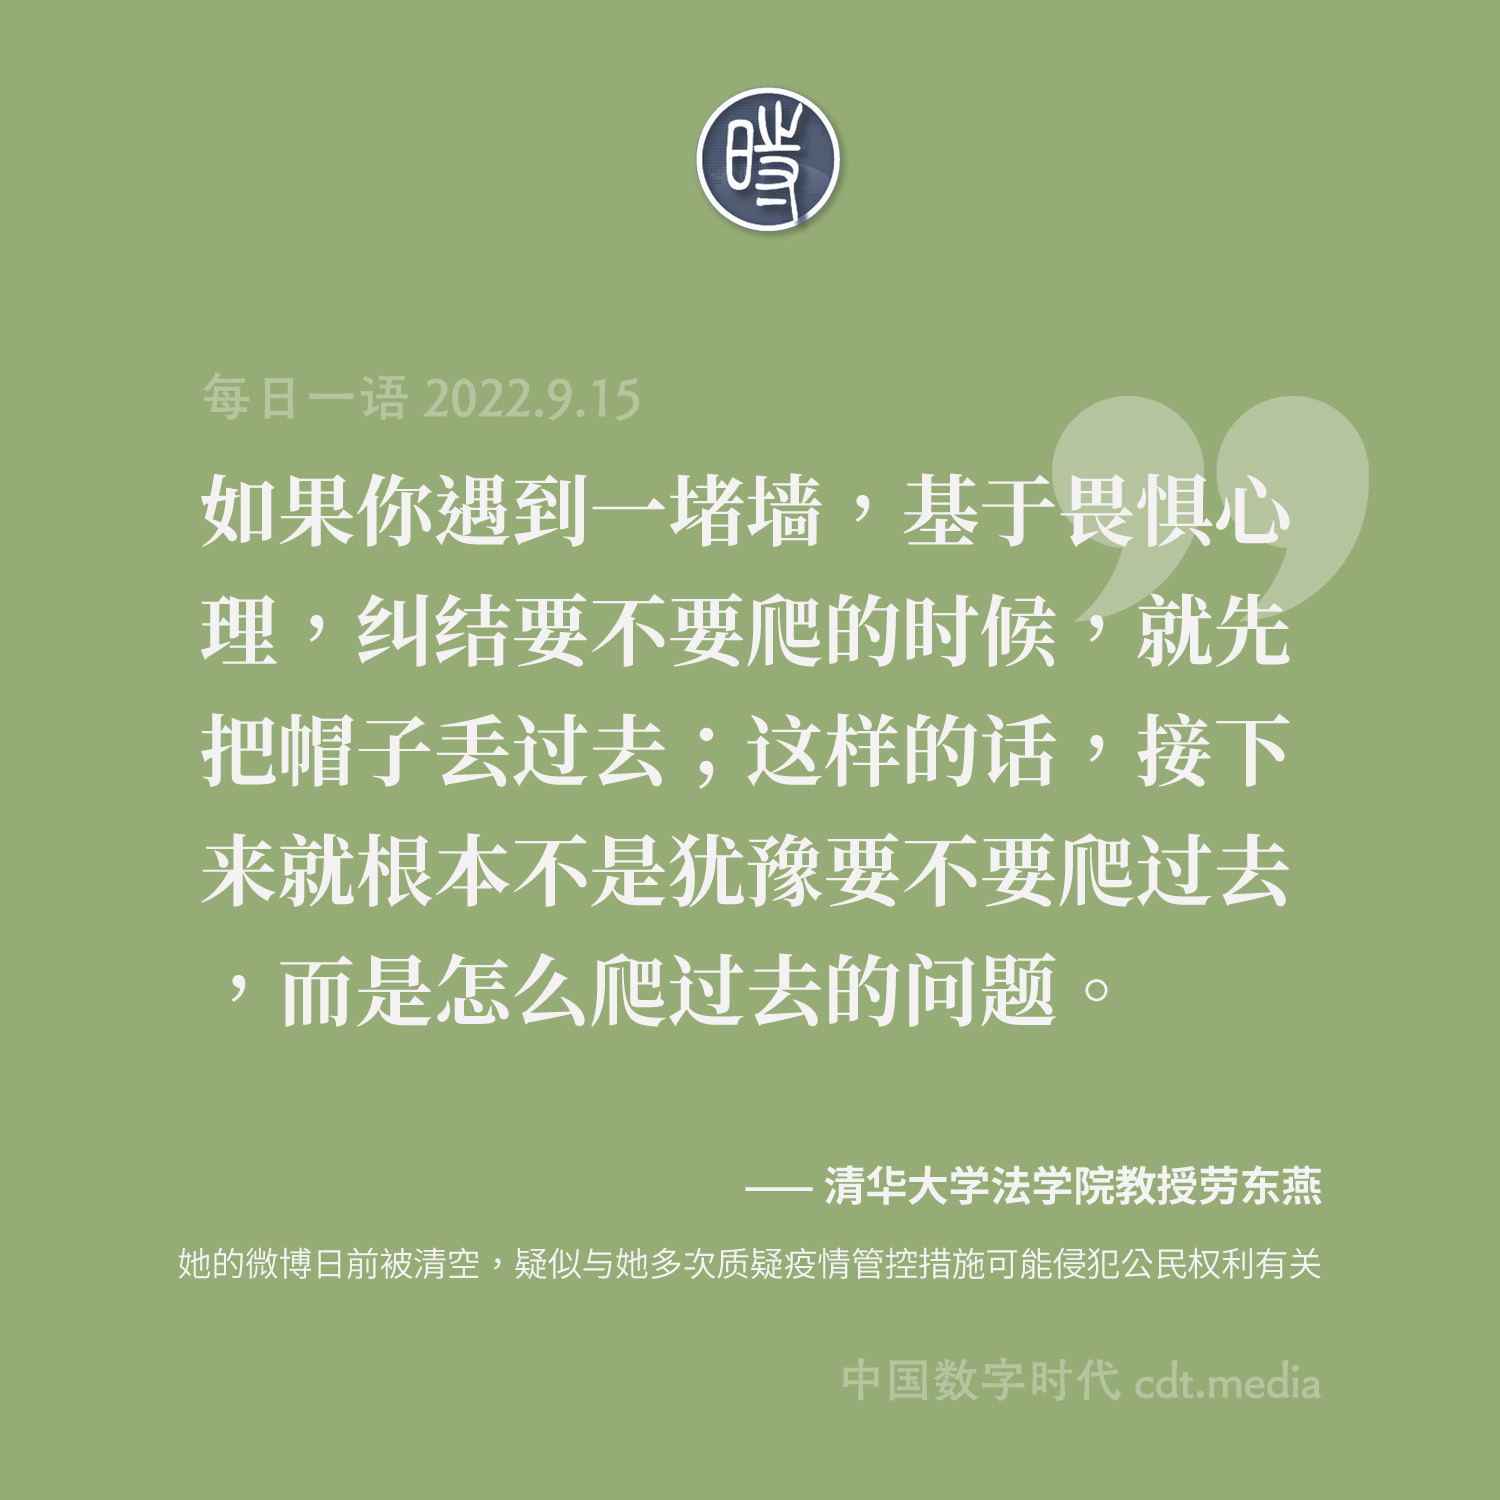 時
每日一语 2022.9.15
如果你遇到一堵墙，基于畏惧心
理，纠结要不要爬的时候，就先
把帽子丢过去；这样的话，接下
来就根本不是犹豫要不要爬过去
，而是怎么爬过去的问题。
—— 清华大学法学院教授劳东燕
她的微博日前被清空，疑似与她多次质疑疫情管控措施可能侵犯公民权利有关
中国数字时代 cdt.media